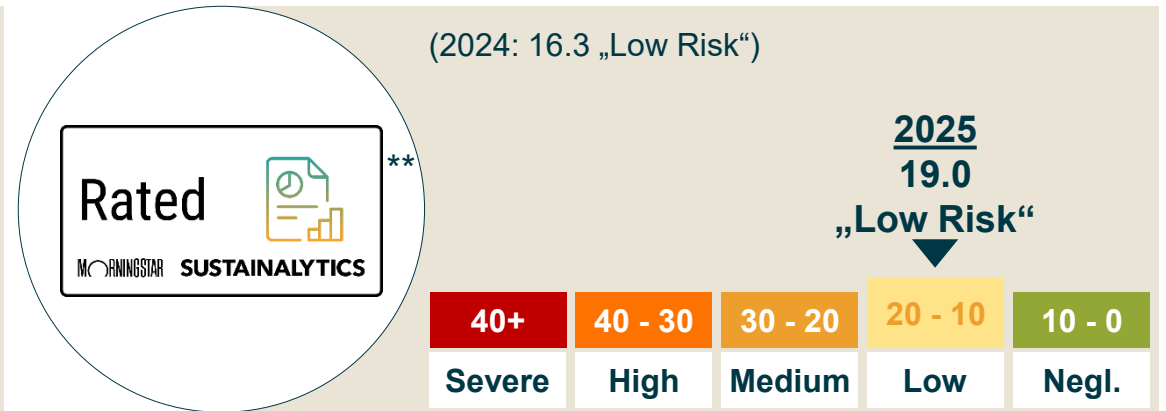 (2024: 16.3 „Low Risk“)
2025
19.0
„Low Risk“
**
Rated
MORNINGSTAR SUSTAINALYTICS
40+ 40 - 30 30 - 20 20 - 10 10 - 0
Severe High Medium Low Negl.